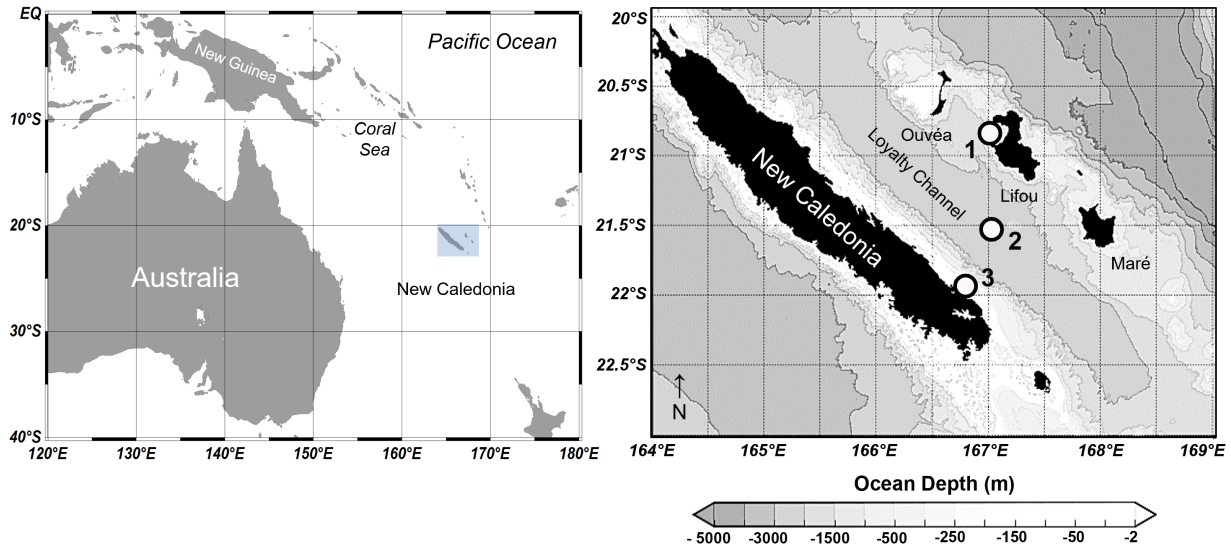 EQ
10°S
20°S
30°S
40°S
120°E
130°E
140°E
150°E
160°E
170°E
180°E
Pacific Ocean
New Guinea
Coral
Sea
Australia
New Caledonia
20°S
20.5°S
21°S
21.5°S
22°S
22.5°S
164°E
165°E
166°E
167°E
168°E
169°E
Ouvéa
1
Loyalty Channel
Lifou
New Caledonia
2
Maré
3
↑
N
Ocean Depth (m)
- 5000
-3000
-1500
-500
-250
-150
-50
-2